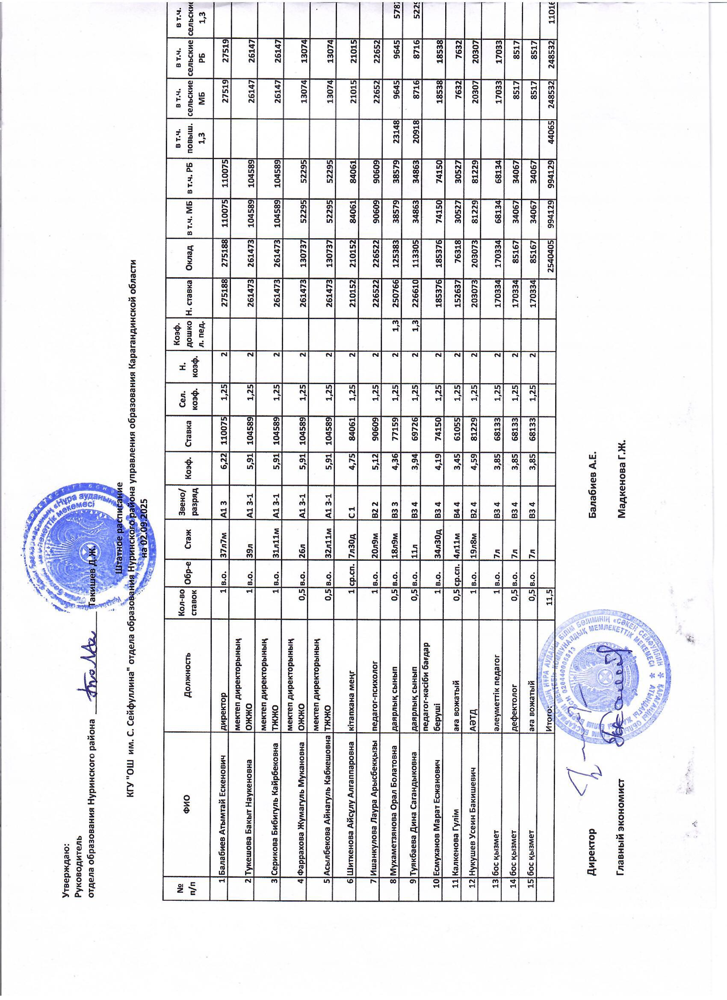 Утверждаю:
Руководитель
отдела образования Нуринского района Такишев Д.Ж.
Штатное расписание
КГУ "ОШ им. С. Сейфуллина" отдела образования Нуринского района управления образования Карагандинской области
на 02.09.2025
№ п/п ФИО Должность Кол-во ставок Обр-е Стаж Звено/ разряд Коэф. Ставка Сел. коэф. Н. коэф. Коэф. дошко л. пед. Н. ставка Оклад в т.ч. МБ в т.ч. РБ в т.ч. повыш. 1,3 в т.ч. сельские МБ в т.ч. сельские РБ в т.ч. сельские 1,3
1 Балабиев Атымтай Ескенович директор 1 в.о. 37л7м А1 3 6,22 110075 1,25 2 275188 275188 110075 110075 27519 27519
2 Тукешова Бакыт Наукеновна мектеп директорының ОЖЖО 1 в.о. 39л А1 3-1 5,91 104589 1,25 2 261473 261473 104589 104589 26147 26147
3 Серикова Бибигуль Кайрбековна мектеп директорының ТЖЖО 1 в.о. 31л11м А1 3-1 5,91 104589 1,25 2 261473 261473 104589 104589 26147 26147
4 Фаррахова Жумагуль Мукановна мектеп директорының ОЖЖО 0,5 в.о. 26л А1 3-1 5,91 104589 1,25 2 261473 130737 52295 52295 13074 13074
5 Асылбекова Айнагуль Кабкешовна мектеп директорының ТЖЖО 0,5 в.о. 32л11м А1 3-1 5,91 104589 1,25 2 261473 130737 52295 52295 13074 13074
6 Шиткенова Айсұлу Алгаппаровна кітапхана меңг 1 ср.сп. 7л30д С 1 4,75 84061 1,25 2 210152 210152 84061 84061 21015 21015
7 Ишанкулова Лаура Арысбекқызы педагог-психолог 1 в.о. 20л9м В2 2 5,12 90609 1,25 2 226522 226522 90609 90609 22652 22652
8 Мухаметзянова Орал Болатовна даярлық сынып 0,5 в.о. 18л9м В3 3 4,36 77159 1,25 2 1,3 250766 125383 38579 38579 23148 9645 9645
9 Туякбаева Дина Сагандыковна даярлық сынып 0,5 в.о. 11л В3 4 3,94 69726 1,25 2 1,3 226610 113305 34863 34863 20918 8716 8716
10 Есмуханов Марат Есжанович педагог-кәсіби бағдар беруші 1 в.о. 34л30д В3 4 4,19 74150 1,25 2 185376 185376 74150 74150 18538 18538
11 Калкенова Гүлім аға вожатый 0,5 ср.сп. 4л11м В4 4 3,45 61055 1,25 2 152637 76318 30527 30527 7632 7632
12 Нукушев Усеин Бакишевич АӘТД 1 в.о. 19л8м В2 4 4,59 81229 1,25 2 203073 203073 81229 81229 20307 20307
13 бос қызмет әлеуметтік педагог 1 в.о. 7л В3 4 3,85 68133 1,25 2 170334 170334 68134 68134 17033 17033
14 бос қызмет дефектолог 0,5 в.о. 7л В3 4 3,85 68133 1,25 2 170334 85167 34067 34067 8517 8517
15 бос қызмет аға вожатый 0,5 в.о. 7л В3 4 3,85 68133 1,25 2 170334 85167 34067 34067 8517 8517
Итого: 11,5 2540405 994129 994129 44065 248532 248532
Директор Балабиев А.Е.
Главный экономист Мадкенова Г.Ж.